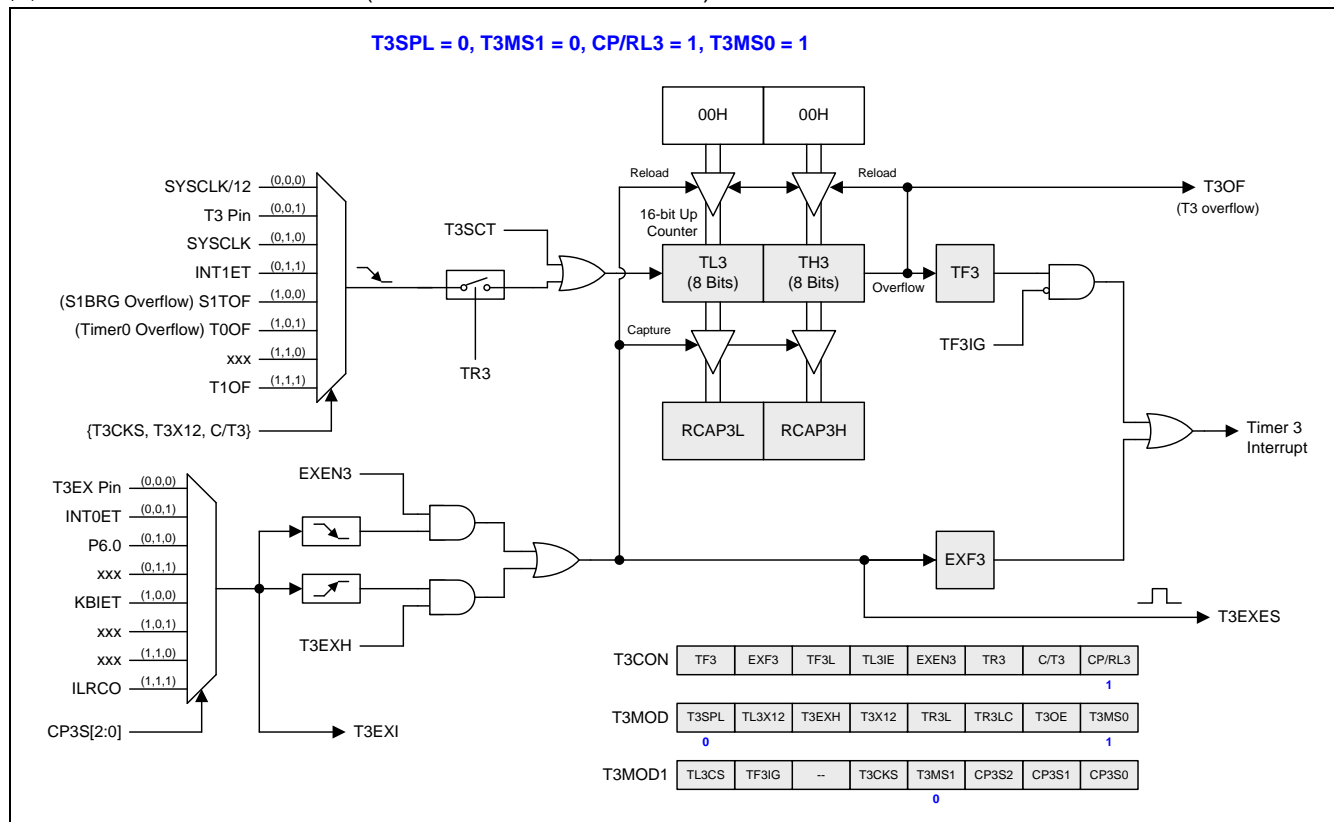 T3SPL = 0, T3MS1 = 0, CP/RL3 = 1, T3MS0 = 1
00H 00H
SYSCLK/12 (0,0,0)
T3 Pin (0,0,1)
SYSCLK (0,1,0)
INT1ET (0,1,1)
(S1BRG Overflow) S1TOF (1,0,0)
(Timer0 Overflow) T0OF (1,0,1)
xxx (1,1,0)
T1OF (1,1,1)
{T3CKS, T3X12, C/T3}
T3SCT
TR3
Reload
Reload
16-bit Up
Counter
TL3
(8 Bits)
TH3
(8 Bits)
Overflow
TF3
T3OF
(T3 overflow)
TF3IG
Capture
RCAP3L RCAP3H
Timer 3
Interrupt
T3EX Pin (0,0,0)
INT0ET (0,0,1)
P6.0 (0,1,0)
xxx (0,1,1)
KBIET (1,0,0)
xxx (1,0,1)
xxx (1,1,0)
ILRCO (1,1,1)
CP3S[2:0]
EXEN3
T3EXH
T3EXI
EXF3
T3EXES
T3CON TF3 EXF3 TF3L TL3IE EXEN3 TR3 C/T3 CP/RL3
1
T3MOD T3SPL TL3X12 T3EXH T3X12 TR3L TR3LC T3OE T3MS0
0 1
T3MOD1 TL3CS TF3IG -- T3CKS T3MS1 CP3S2 CP3S1 CP3S0
0